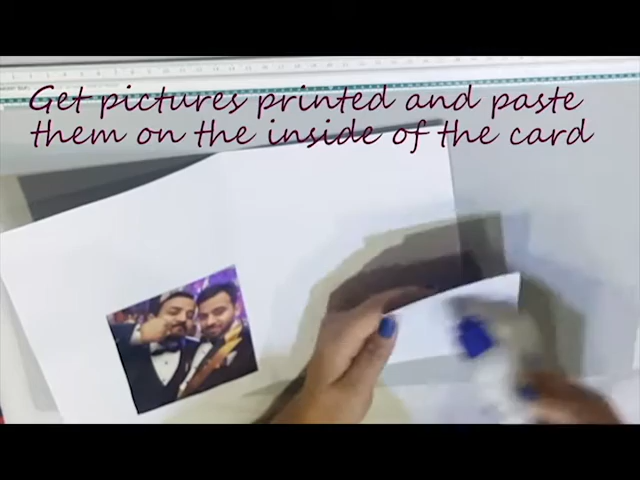 Get pictures printed and paste
them on the inside of the card